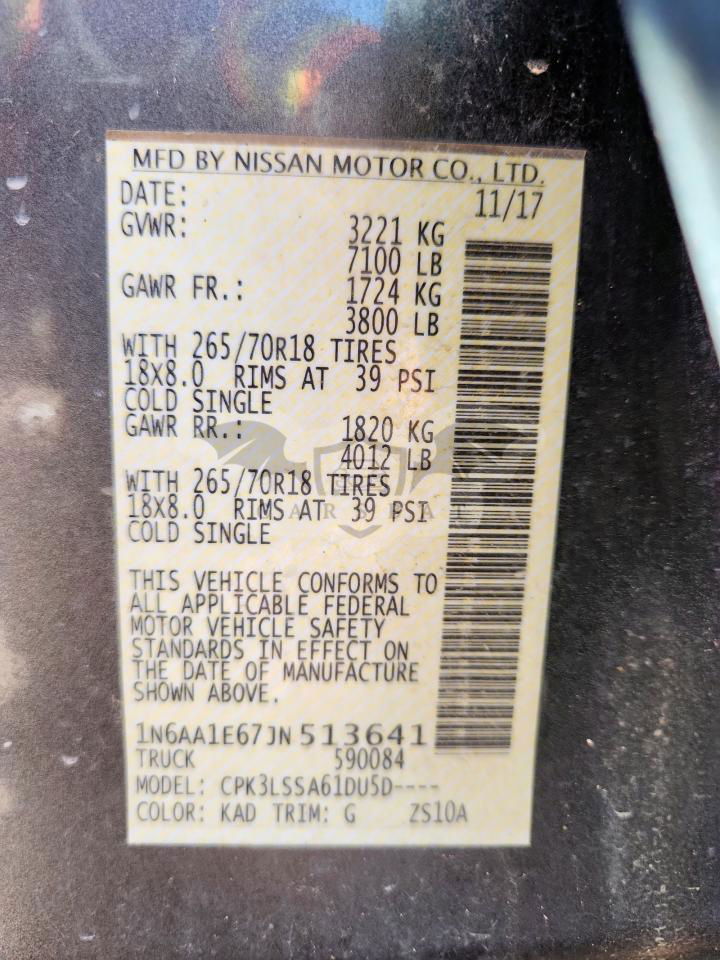 MFD BY NISSAN MOTOR CO., LTD.
DATE: 11/17
GVWR: 3221 KG
7100 LB
GAWR FR.: 1724 KG
3800 LB
WITH 265/70R18 TIRES
18X8.0 RIMS AT 39 PSI
COLD SINGLE
GAWR RR.: 1820 KG
4012 LB
WITH 265/70R18 TIRES
18X8.0 RIMS AT 39 PSI
COLD SINGLE
THIS VEHICLE CONFORMS TO
ALL APPLICABLE FEDERAL
MOTOR VEHICLE SAFETY
STANDARDS IN EFFECT ON
THE DATE OF MANUFACTURE
SHOWN ABOVE.
1N6AA1E67JN513641
TRUCK 590084
MODEL: CPK3LSSA61DU5D----
COLOR: KAD TRIM: G ZS10A